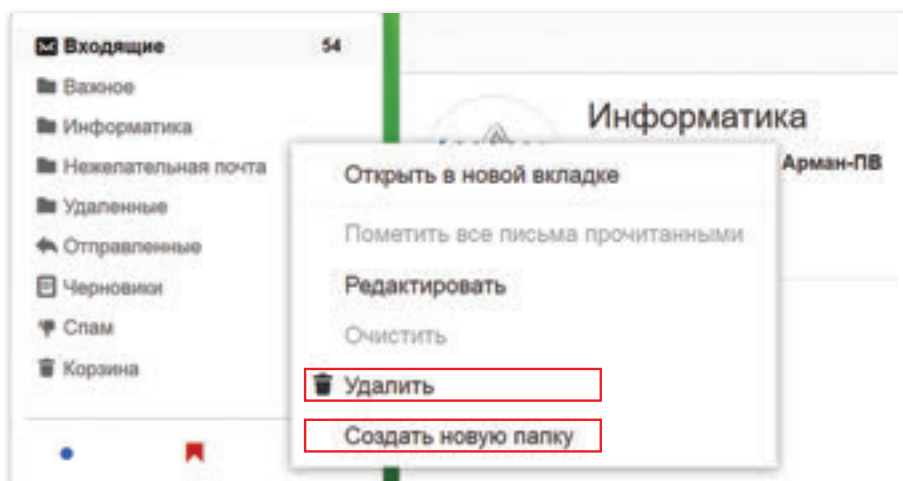 Входящие 54
Важное
Информатика
Нежелательная почта
Удаленные
Отправленные
Черновики
Спам
Корзина
Информатика
Арман-ПВ
Открыть в новой вкладке
Пометить все письма прочитанными
Редактировать
Очистить
Удалить
Создать новую папку